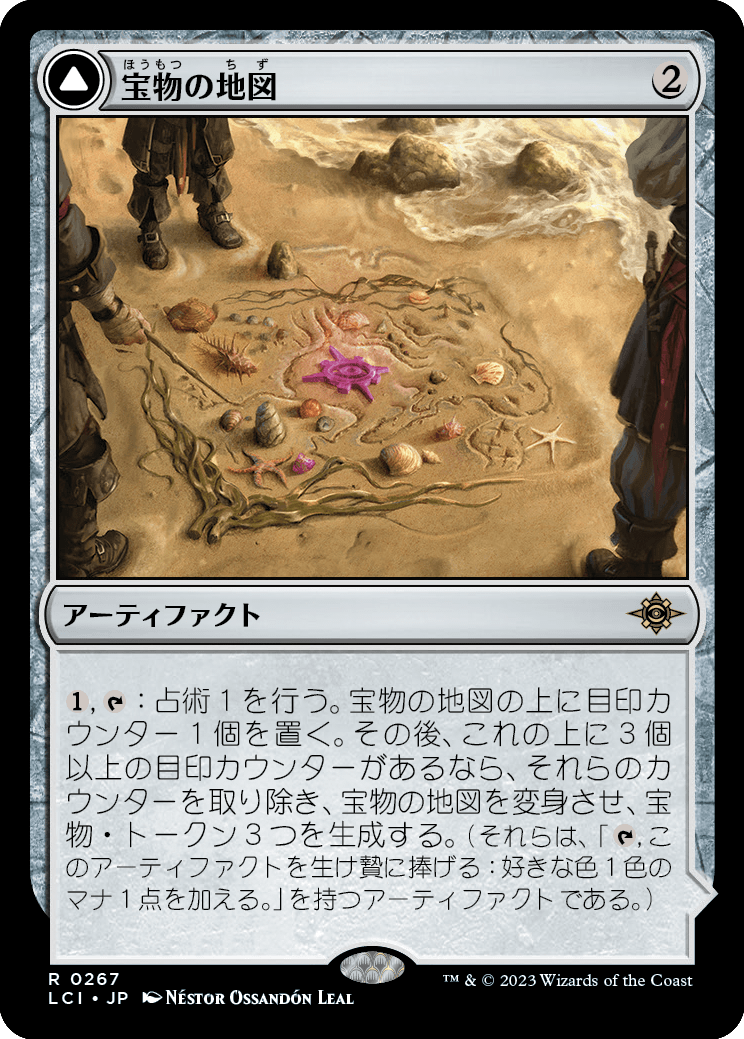 ほうもつ ちず
宝物の地図 2
アーティファクト
1, : 占術1を行う。宝物の地図の上に目印カ
ウンター1個を置く。その後、これの上に3個
以上の目印カウンターがあるなら、それらのカ
ウンターを取り除き、宝物の地図を変身させ、宝
物・トークン3つを生成する。(それらは、「 ,こ
のアーティファクトを生け贄に捧げる:好きな色1色の
マナ1点を加える。」を持つアーティファクトである。)
R 0267
LCI • JP Néstor Ossandón Leal
™ & © 2023 Wizards of the Coast